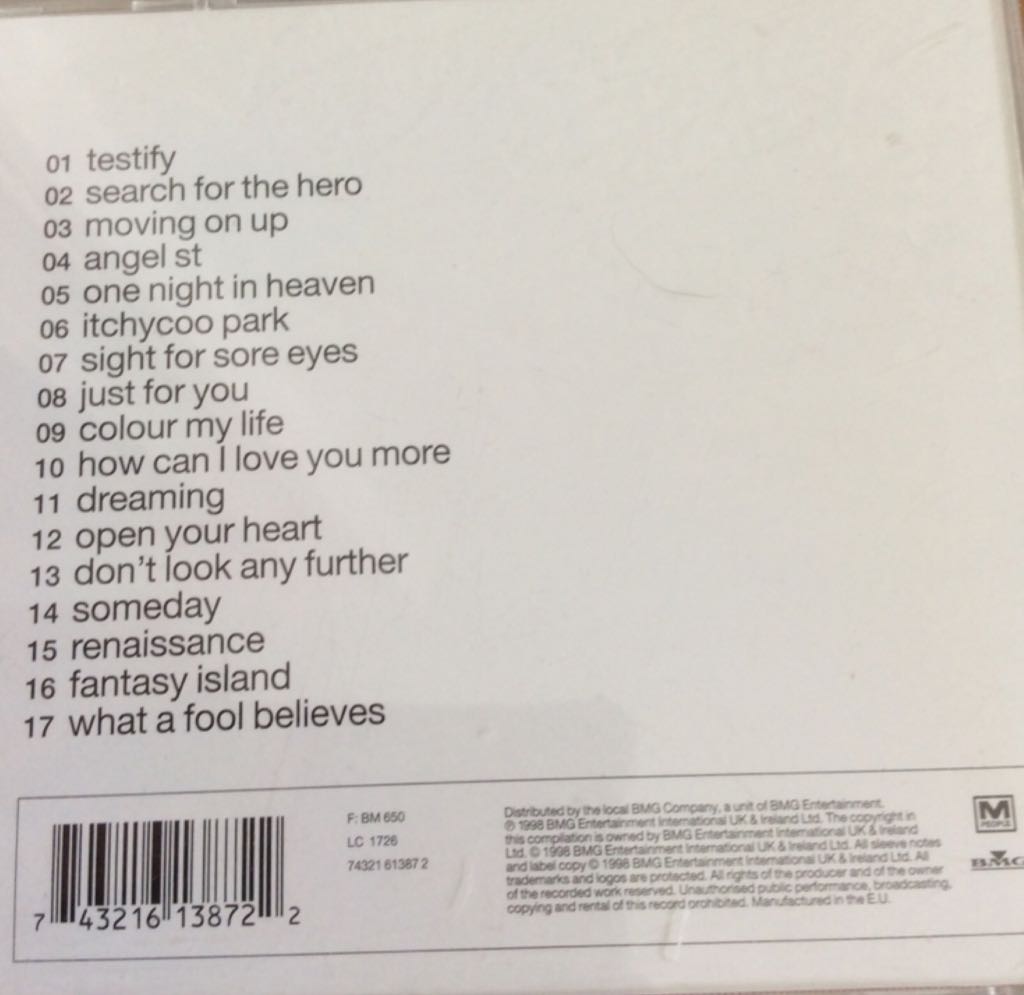 01 testify
02 search for the hero
03 moving on up
04 angel st
05 one night in heaven
06 itchycoo park
07 sight for sore eyes
08 just for you
09 colour my life
10 how can I love you more
11 dreaming
12 open your heart
13 don't look any further
14 someday
15 renaissance
16 fantasy island
17 what a fool believes
7 43216 13872 2
F: BM 650
LC 1726
74321 61387 2
Distributed by the local BMG Company, a unit of BMG Entertainment.
℗ 1998 BMG Entertainment International UK & Ireland Ltd. The copyright in
this compilation is owned by BMG Entertainment International UK & Ireland
Ltd. © 1998 BMG Entertainment International UK & Ireland Ltd. All sleeve notes
and label copy © 1998 BMG Entertainment International UK & Ireland Ltd. All
trademarks and logos are protected. All rights of the producer and of the owner
of the recorded work reserved. Unauthorised public performance, broadcasting,
copying and rental of this record prohibited. Manufactured in the E.U.
M
PEOPLE
BMG